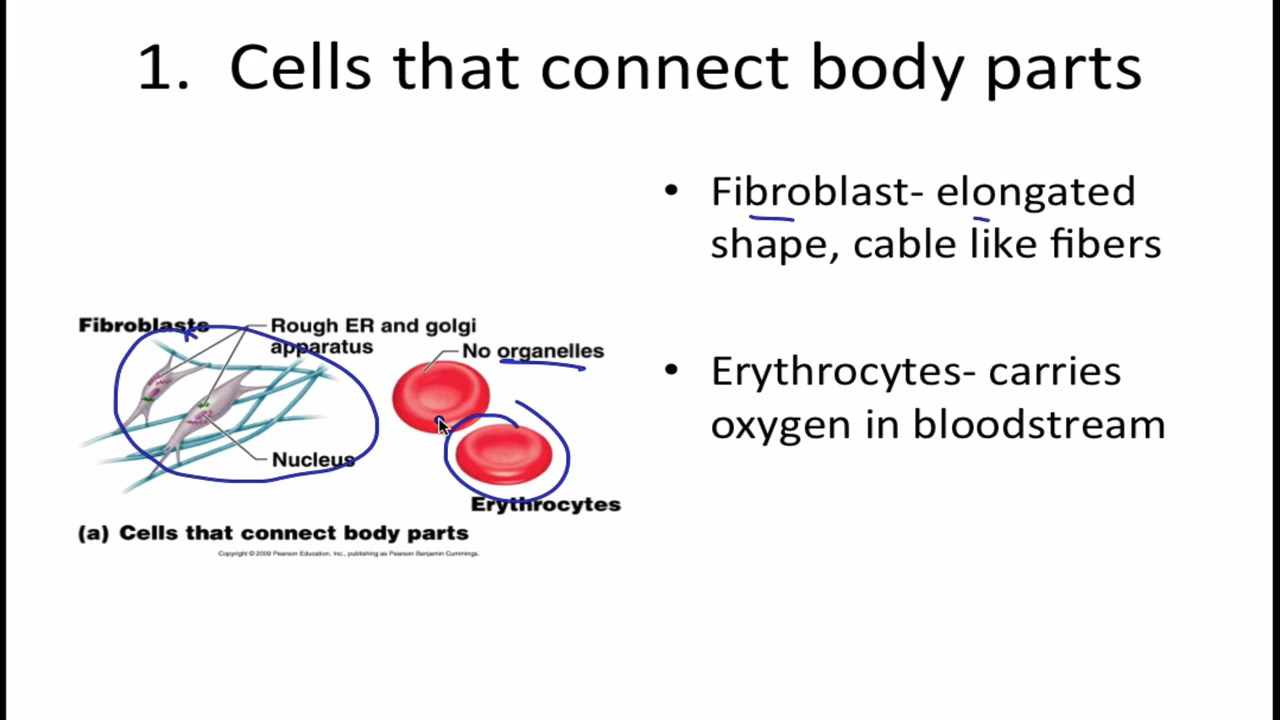 1. Cells that connect body parts
• Fibroblast- elongated
shape, cable like fibers
• Erythrocytes- carries
oxygen in bloodstream
Fibroblasts
Rough ER and golgi
apparatus
No organelles
Nucleus
Erythrocytes
(a) Cells that connect body parts
Copyright © 2009 Pearson Education, Inc., publishing as Pearson Benjamin Cummings.